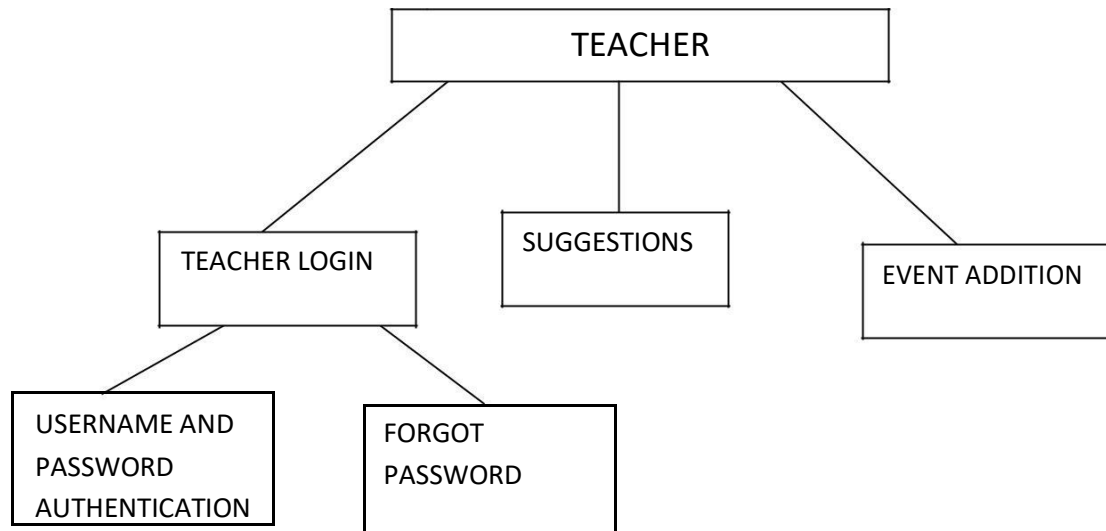 TEACHER
TEACHER LOGIN
SUGGESTIONS
EVENT ADDITION
USERNAME AND
PASSWORD
AUTHENTICATION
FORGOT
PASSWORD